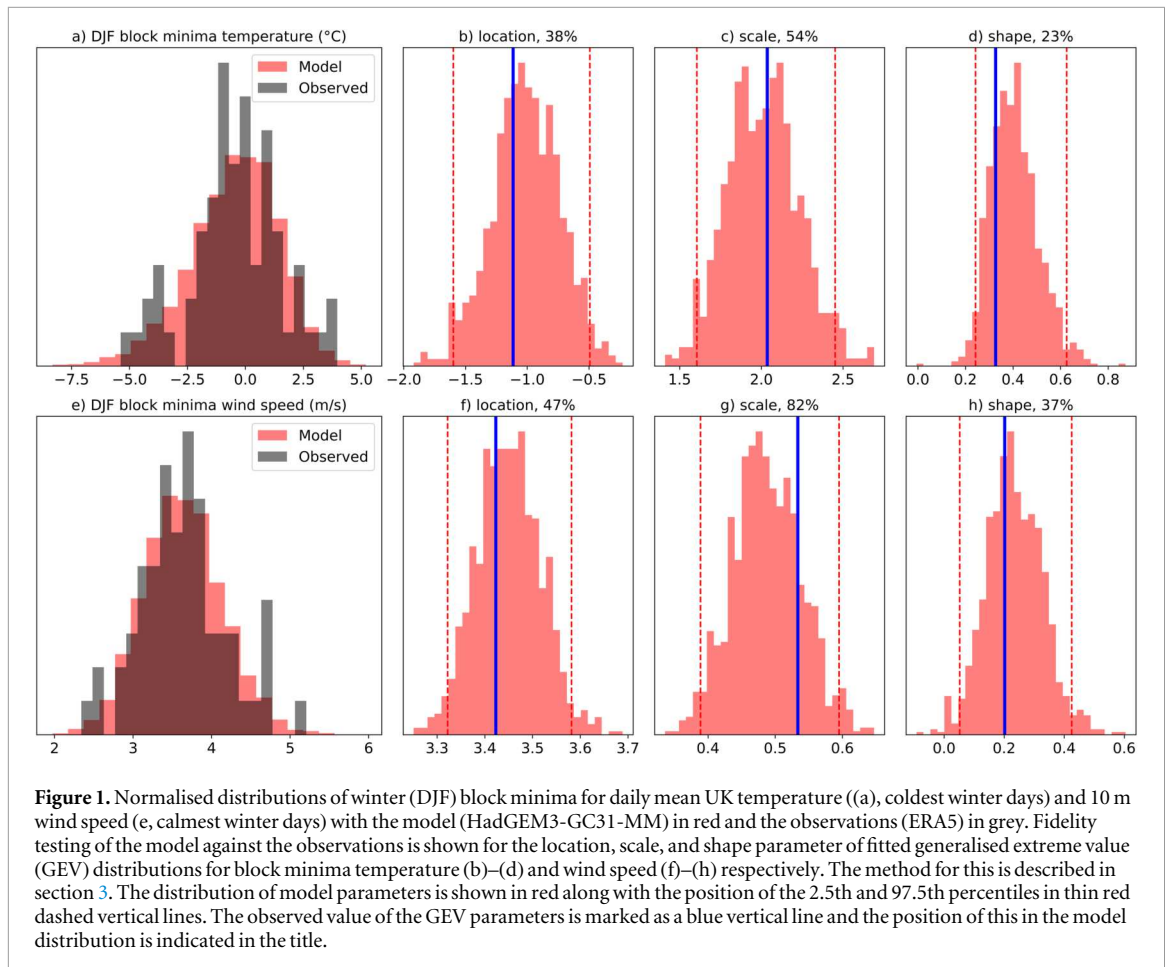 a) DJF block minima temperature (°C)
Model
Observed
−7.5 −5.0 −2.5 0.0 2.5 5.0
b) location, 38%
−2.0 −1.5 −1.0 −0.5
c) scale, 54%
1.5 2.0 2.5
d) shape, 23%
0.0 0.2 0.4 0.6 0.8
e) DJF block minima wind speed (m/s)
Model
Observed
2 3 4 5 6
f) location, 47%
3.3 3.4 3.5 3.6 3.7
g) scale, 82%
0.4 0.5 0.6
h) shape, 37%
0.0 0.2 0.4 0.6
Figure 1. Normalised distributions of winter (DJF) block minima for daily mean UK temperature ((a), coldest winter days) and 10 m
wind speed (e, calmest winter days) with the model (HadGEM3-GC31-MM) in red and the observations (ERA5) in grey. Fidelity
testing of the model against the observations is shown for the location, scale, and shape parameter of fitted generalised extreme value
(GEV) distributions for block minima temperature (b)–(d) and wind speed (f)–(h) respectively. The method for this is described in
section 3. The distribution of model parameters is shown in red along with the position of the 2.5th and 97.5th percentiles in thin red
dashed vertical lines. The observed value of the GEV parameters is marked as a blue vertical line and the position of this in the model
distribution is indicated in the title.